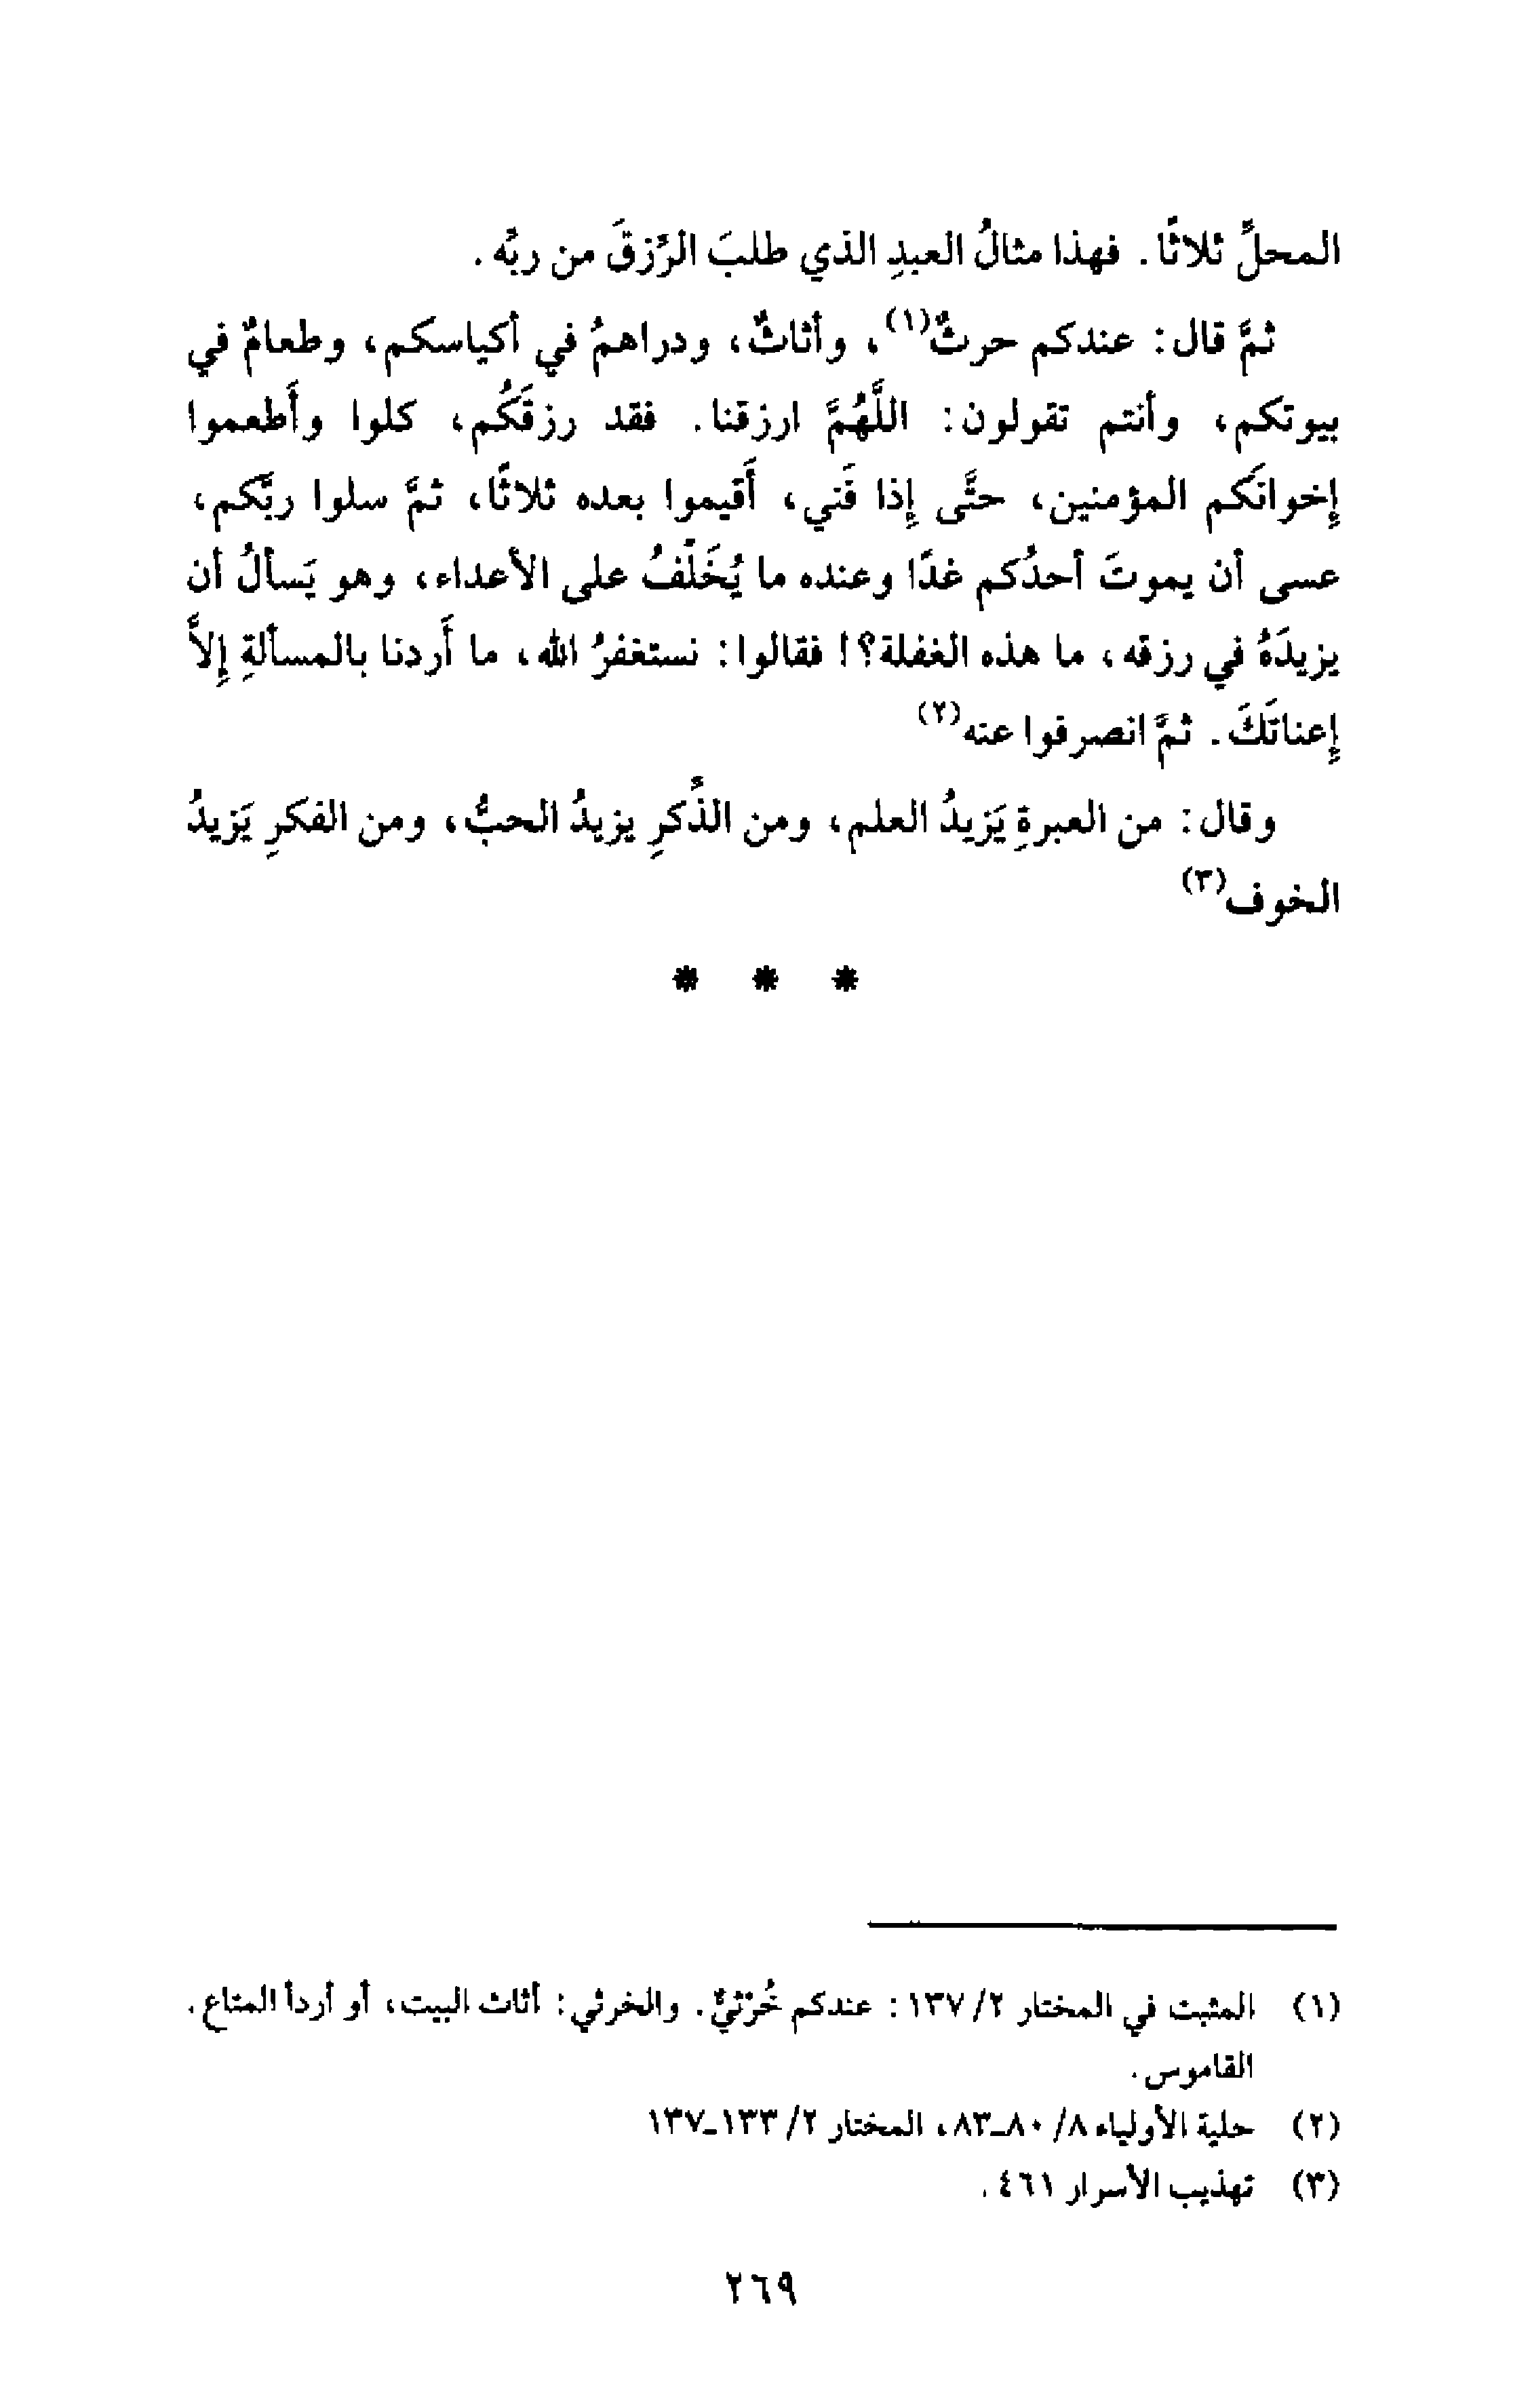 المحلِّ ثلاثًا. فهذا مثالُ العبدِ الذي طلبَ الرِّزقَ من ربِّه.
ثمَّ قال: عندكم حرثٌ(١)، وأثاثٌ، ودراهمُ في أكياسكم، وطعامٌ في
بيوتكم، وأنتم تقولون: اللَّهُمَّ ارزقنا. فقد رزقَكُم، كلوا وأَطعموا
إخوانَكم المؤمنين، حتَّى إذا فَني، أَقيموا بعده ثلاثًا، ثمَّ سلوا ربَّكم،
عسى أن يموتَ أحدُكم غدًا وعنده ما يُخَلِّفُ على الأعداء، وهو يَسألُ أن
يزيدَهُ في رزقه، ما هذه الغفلة؟! فقالوا: نستغفرُ الله، ما أَردنا بالمسألةِ إلاَّ
إعناتَكَ. ثمَّ انصرفوا عنه(٢)
وقال: من العبرةِ يَزيدُ العلم، ومن الذِّكرِ يزيدُ الحبُّ، ومن الفكرِ يَزيدُ
الخوف(٣)
* * *
(١) المثبت في المختار ٢/ ١٣٧: عندكم خُرْثيٌّ. والخرثي: أثاث البيت، أو أردأ المتاع.
القاموس.
(٢) حلية الأولياء ٨/ ٨٠ـ٨٣، المختار ٢/ ١٣٣ـ١٣٧
(٣) تهذيب الأسرار ٤٦١.
٢٦٩